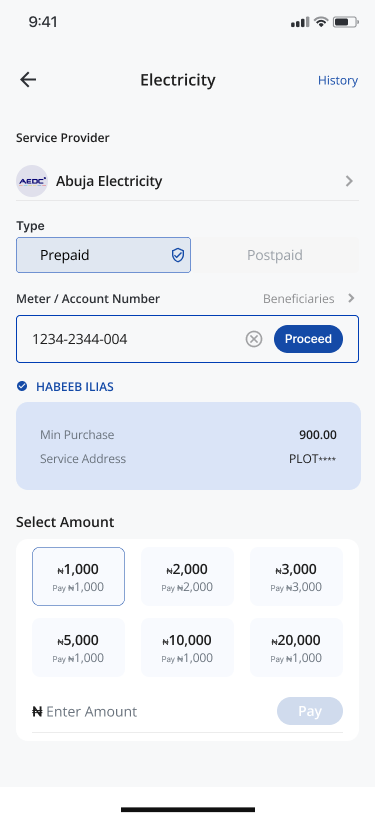 9:41
Electricity
History
Service Provider
AEDC
Abuja Electricity
Type
Prepaid
Postpaid
Meter / Account Number
Beneficiaries
1234-2344-004
Proceed
HABEEB ILIAS
Min Purchase
900.00
Service Address
PLOT****
Select Amount
₦1,000
Pay ₦1,000
₦2,000
Pay ₦2,000
₦3,000
Pay ₦3,000
₦5,000
Pay ₦1,000
₦10,000
Pay ₦1,000
₦20,000
Pay ₦1,000
₦ Enter Amount
Pay